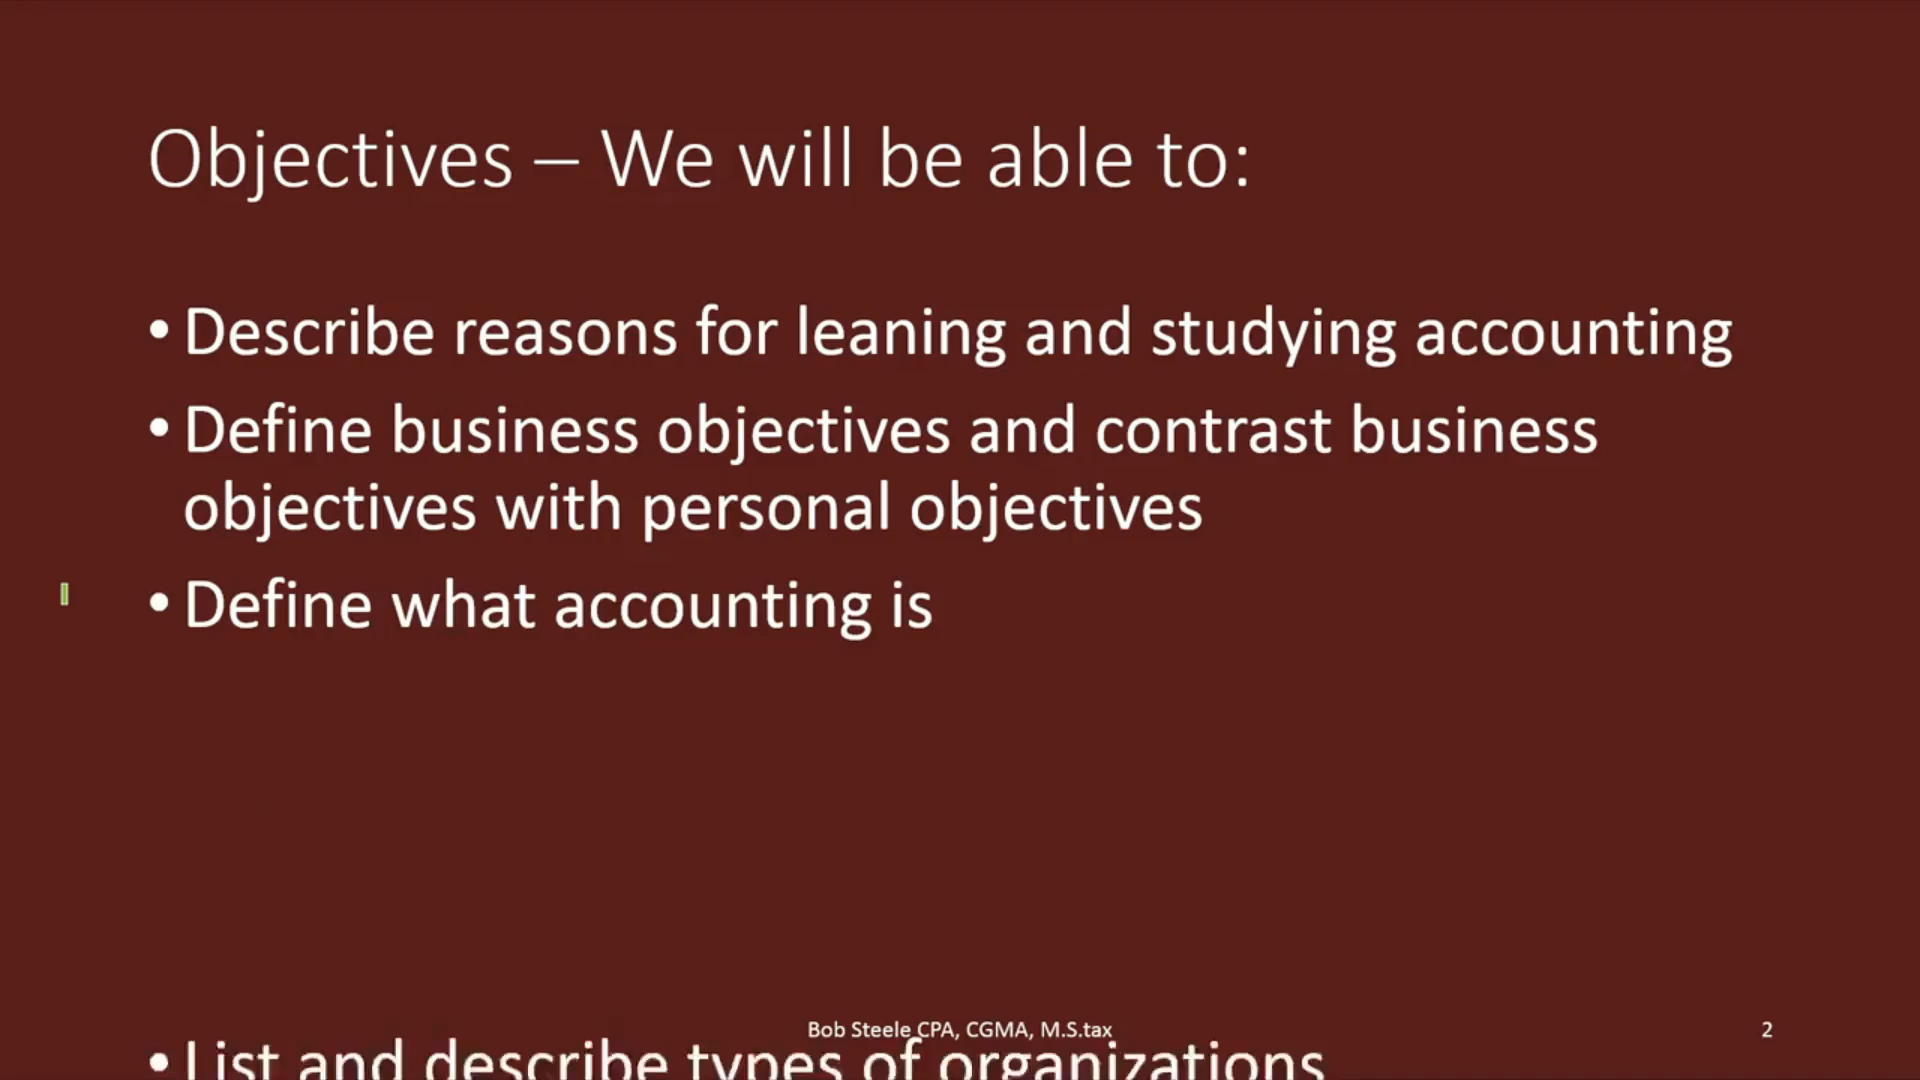 Objectives – We will be able to:
• Describe reasons for leaning and studying accounting
• Define business objectives and contrast business
objectives with personal objectives
• Define what accounting is
Bob Steele CPA, CGMA, M.S.tax
2
• List and describe types of organizations